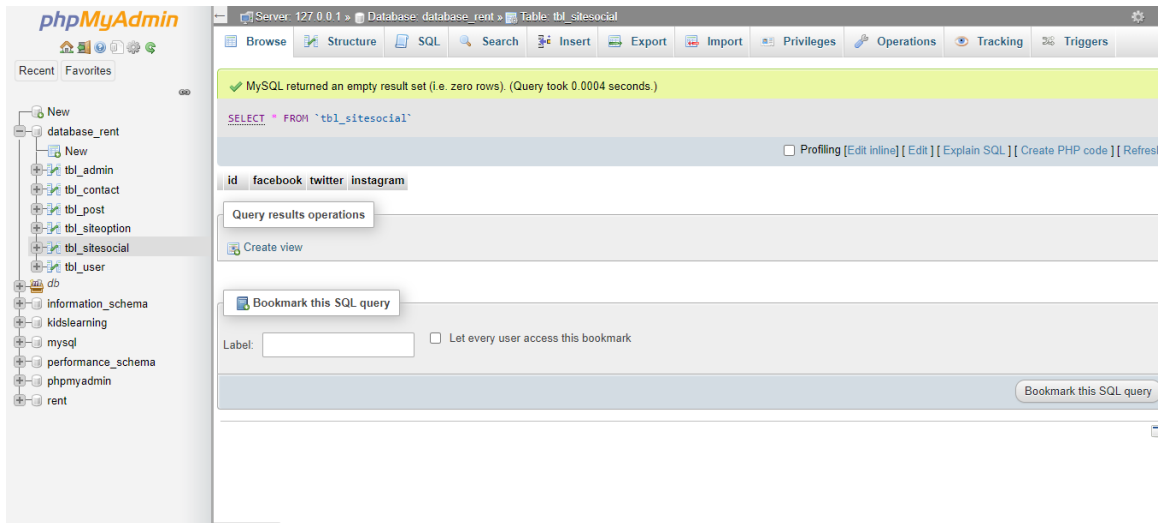 phpMyAdmin
Recent Favorites
New
database_rent
New
tbl_admin
tbl_contact
tbl_post
tbl_siteoption
tbl_sitesocial
tbl_user
db
information_schema
kidslearning
mysql
performance_schema
phpmyadmin
rent
Server: 127.0.0.1 » Database: database_rent » Table: tbl_sitesocial
Browse Structure SQL Search Insert Export Import Privileges Operations Tracking Triggers
MySQL returned an empty result set (i.e. zero rows). (Query took 0.0004 seconds.)
SELECT * FROM `tbl_sitesocial`
Profiling [Edit inline] [ Edit ] [ Explain SQL ] [ Create PHP code ] [ Refresh
id facebook twitter instagram
Query results operations
Create view
Bookmark this SQL query
Label: Let every user access this bookmark
Bookmark this SQL query